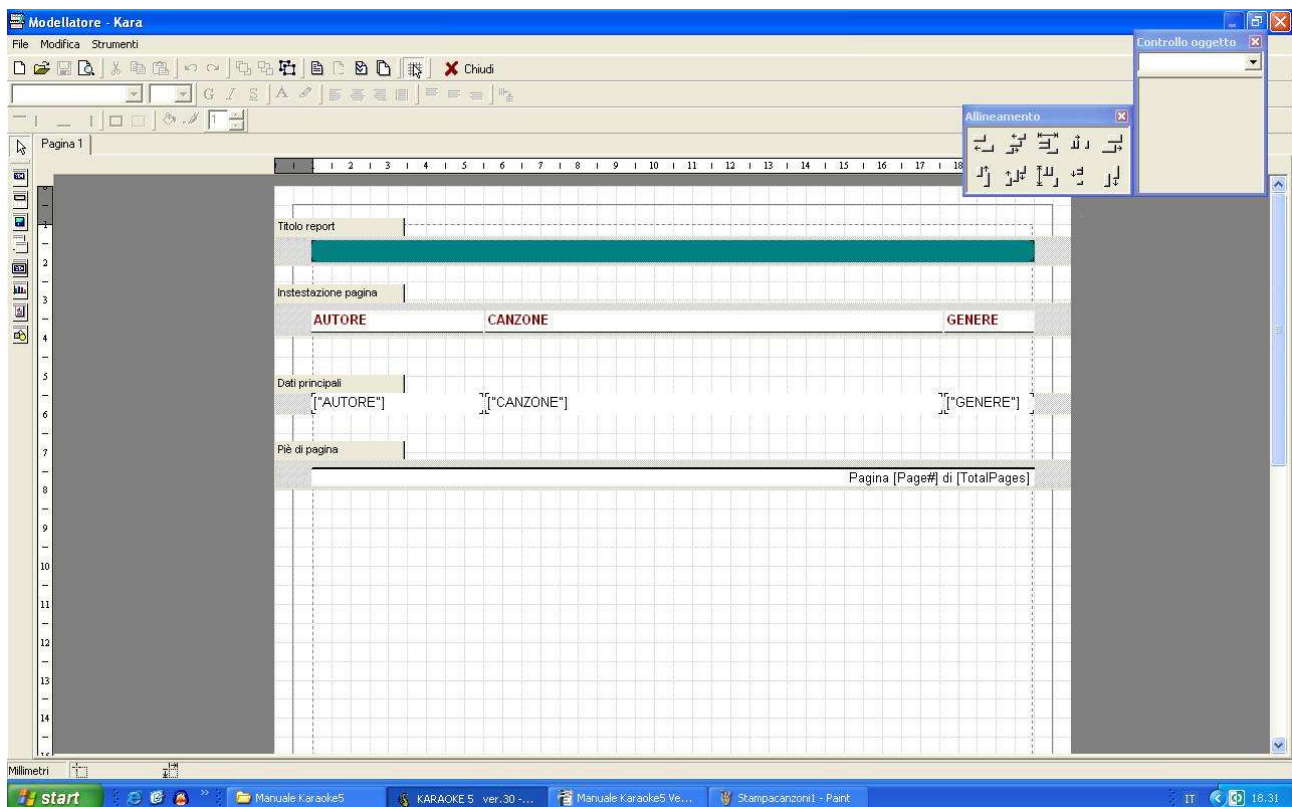 Modellatore - Kara
File Modifica Strumenti
Controllo oggetto
Chiudi
G I S A
1
Allineamento
Pagina 1
1 2 3 4 5 6 7 8 9 10 11 12 13 14 15 16 17 18
Titolo report
Instestazione pagina
AUTORE CANZONE GENERE
Dati principali
["AUTORE"] ["CANZONE"] ["GENERE"]
Piè di pagina
Pagina [Page#] di [TotalPages]
1
2
3
4
5
6
7
8
9
10
11
12
13
14
Millimetri
start Manuale Karaoke5 KARAOKE 5 ver.30 -... Manuale Karaoke5 Ve... Stampacanzoni1 - Paint IT 18.31